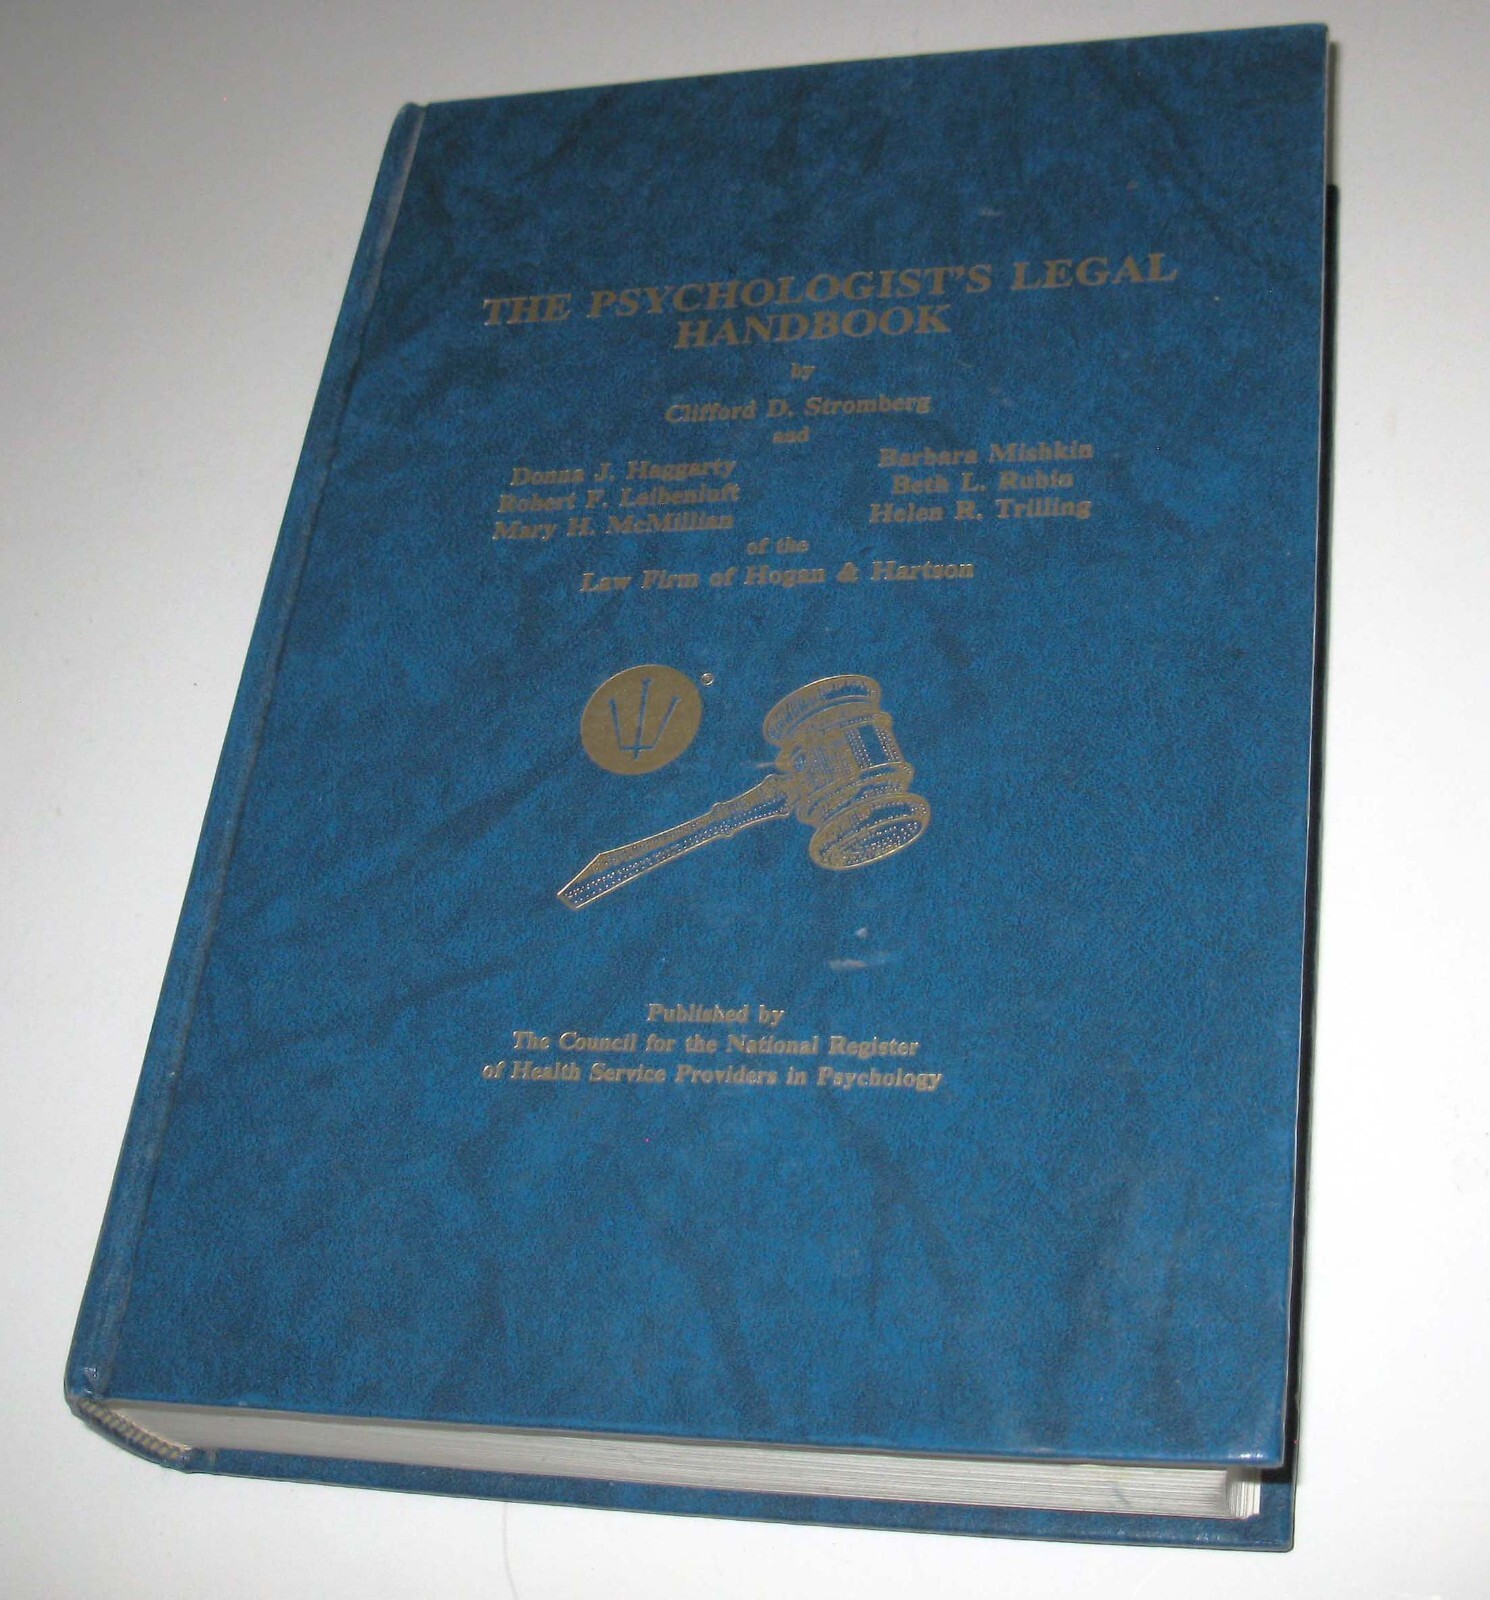 THE PSYCHOLOGIST'S LEGAL
HANDBOOK
by
Clifford D. Stromberg
and
Donna J. Haggarty
Robert F. Leibenluft
Mary H. McMillian
Barbara Mishkin
Beth L. Rubin
Helen R. Trilling
of the
Law Firm of Hogan & Hartson
®
Published by
The Council for the National Register
of Health Service Providers in Psychology